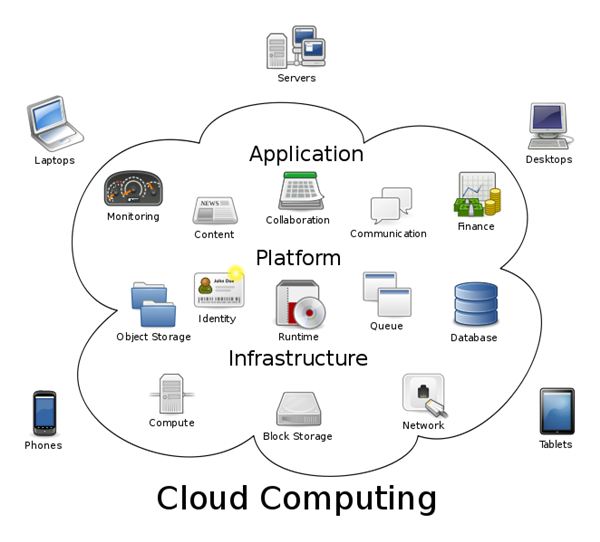 Servers
Laptops
Desktops
Application
Monitoring
Content
NEWS
Collaboration
Communication
Finance
Platform
Object Storage
John Doe
Identity
Runtime
Queue
Database
Infrastructure
Compute
Block Storage
Network
Phones
Tablets
Cloud Computing